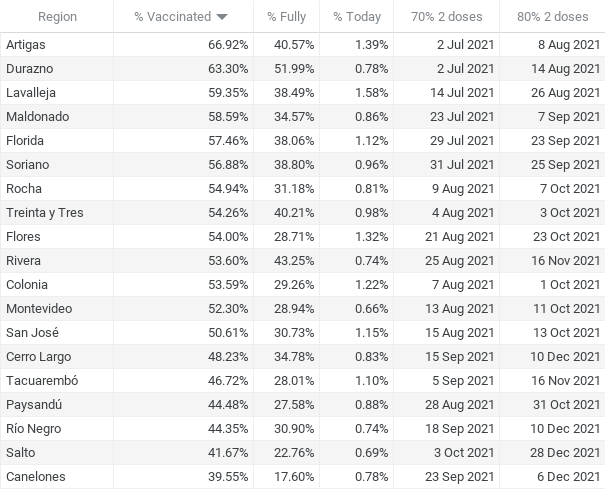 Region % Vaccinated % Fully % Today 70% 2 doses 80% 2 doses
Artigas 66.92% 40.57% 1.39% 2 Jul 2021 8 Aug 2021
Durazno 63.30% 51.99% 0.78% 2 Jul 2021 14 Aug 2021
Lavalleja 59.35% 38.49% 1.58% 14 Jul 2021 26 Aug 2021
Maldonado 58.59% 34.57% 0.86% 23 Jul 2021 7 Sep 2021
Florida 57.46% 38.06% 1.12% 29 Jul 2021 23 Sep 2021
Soriano 56.88% 38.80% 0.96% 31 Jul 2021 25 Sep 2021
Rocha 54.94% 31.18% 0.81% 9 Aug 2021 7 Oct 2021
Treinta y Tres 54.26% 40.21% 0.98% 4 Aug 2021 3 Oct 2021
Flores 54.00% 28.71% 1.32% 21 Aug 2021 23 Oct 2021
Rivera 53.60% 43.25% 0.74% 25 Aug 2021 16 Nov 2021
Colonia 53.59% 29.26% 1.22% 7 Aug 2021 1 Oct 2021
Montevideo 52.30% 28.94% 0.66% 13 Aug 2021 11 Oct 2021
San José 50.61% 30.73% 1.15% 15 Aug 2021 13 Oct 2021
Cerro Largo 48.23% 34.78% 0.83% 15 Sep 2021 10 Dec 2021
Tacuarembó 46.72% 28.01% 1.10% 5 Sep 2021 16 Nov 2021
Paysandú 44.48% 27.58% 0.88% 28 Aug 2021 31 Oct 2021
Río Negro 44.35% 30.90% 0.74% 18 Sep 2021 10 Dec 2021
Salto 41.67% 22.76% 0.69% 3 Oct 2021 28 Dec 2021
Canelones 39.55% 17.60% 0.78% 23 Sep 2021 6 Dec 2021